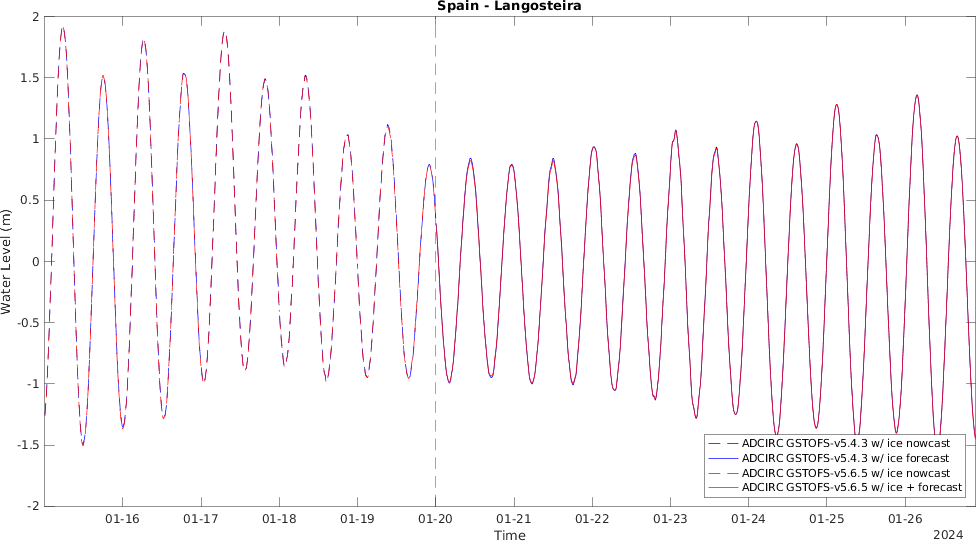 Spain - Langosteira
2
1.5
1
0.5
0
-0.5
-1
-1.5
-2
Water Level (m)
01-16 01-17 01-18 01-19 01-20 01-21 01-22 01-23 01-24 01-25 01-26
Time
2024
ADCIRC GSTOFS-v5.4.3 w/ ice nowcast
ADCIRC GSTOFS-v5.4.3 w/ ice forecast
ADCIRC GSTOFS-v5.6.5 w/ ice nowcast
ADCIRC GSTOFS-v5.6.5 w/ ice + forecast